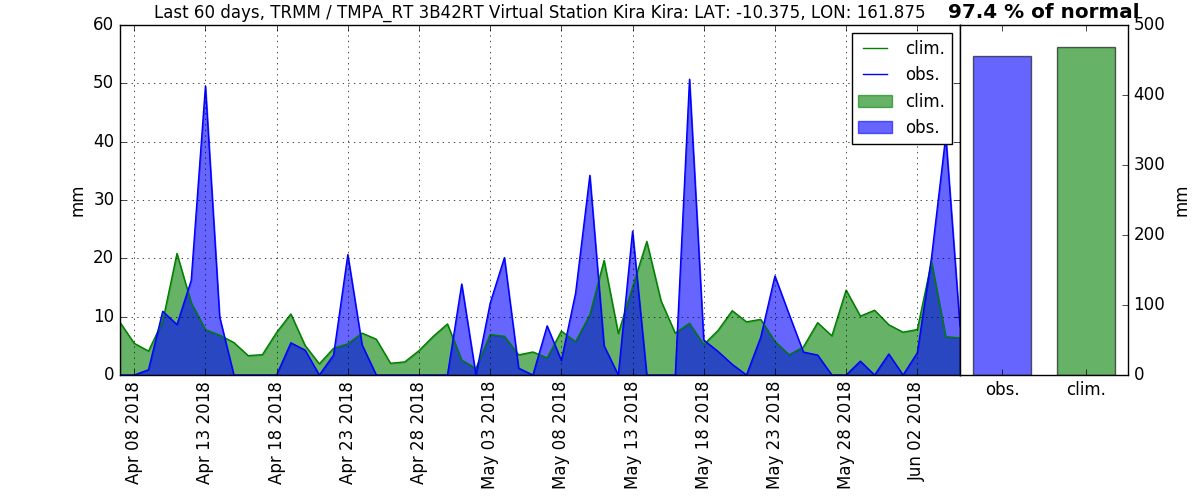 Last 60 days, TRMM / TMPA_RT 3B42RT Virtual Station Kira Kira: LAT: -10.375, LON: 161.875
97.4 % of normal
60
50
40
30
20
10
0
mm
clim.
obs.
clim.
obs.
500
400
300
200
100
0
mm
obs.
clim.
Apr 08 2018
Apr 13 2018
Apr 18 2018
Apr 23 2018
Apr 28 2018
May 03 2018
May 08 2018
May 13 2018
May 18 2018
May 23 2018
May 28 2018
Jun 02 2018